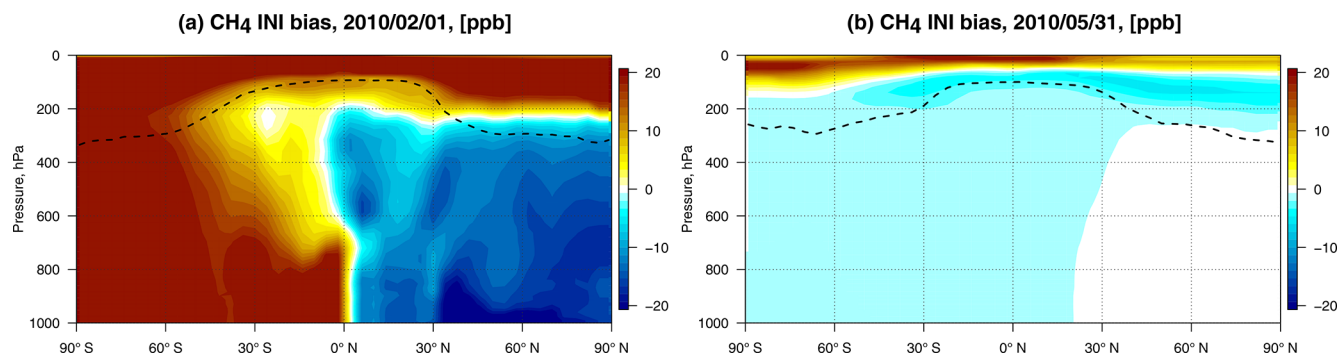 (a) CH4 INI bias, 2010/02/01, [ppb]
Pressure, hPa
0
200
400
600
800
1000
90° S
60° S
30° S
0° N
30° N
60° N
90° N
20
10
0
−10
−20
(b) CH4 INI bias, 2010/05/31, [ppb]
Pressure, hPa
0
200
400
600
800
1000
90° S
60° S
30° S
0° N
30° N
60° N
90° N
20
10
0
−10
−20